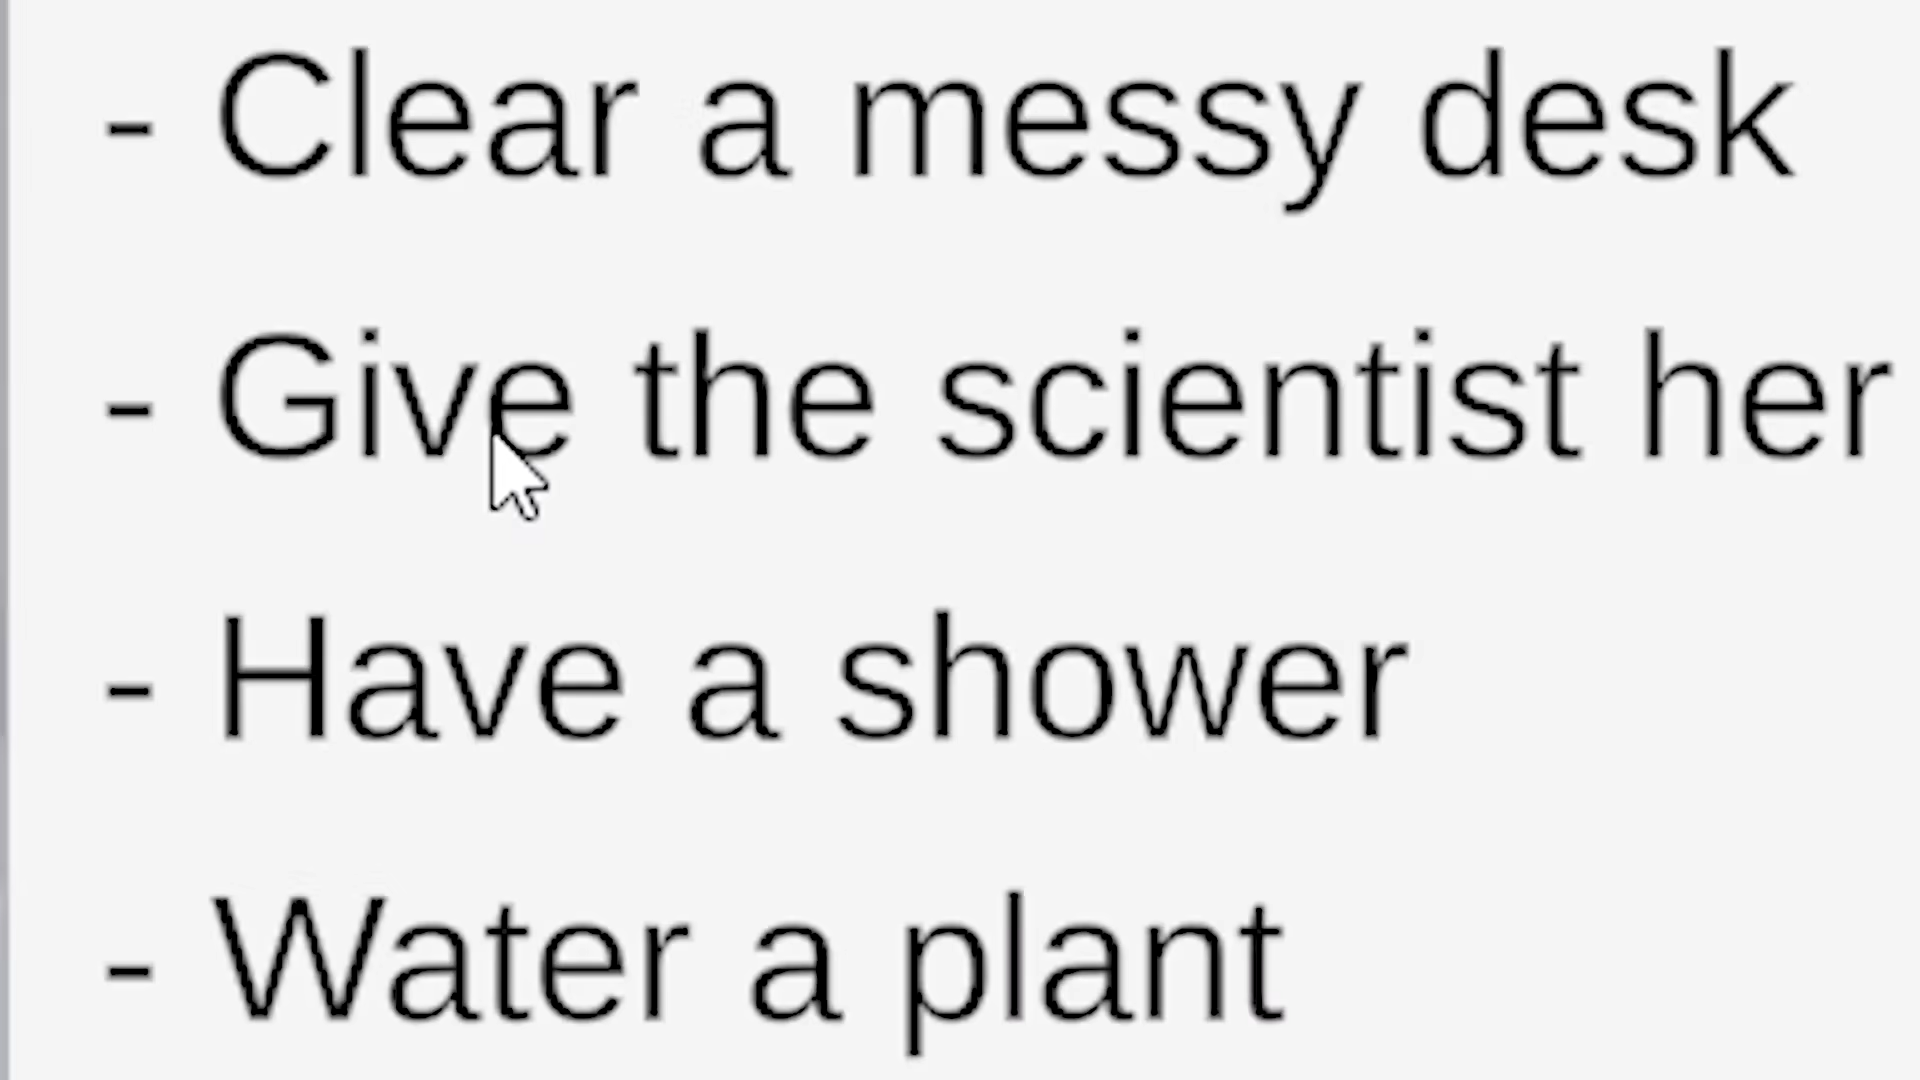 - Clear a messy desk
- Give the scientist her
- Have a shower
- Water a plant